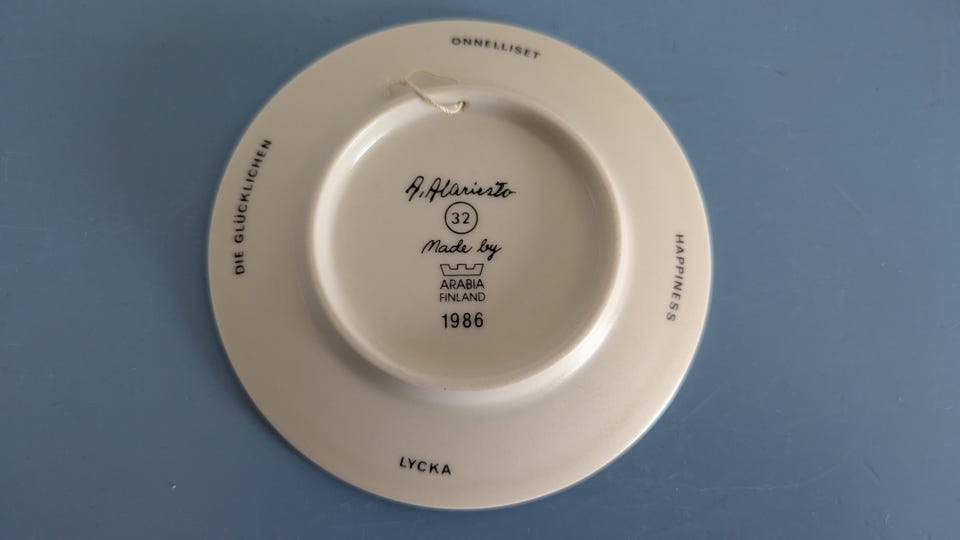 ONNELLISET
DIE GLÜCKLICHEN
HAPPINESS
LYCKA
A. Alariesto
32
Made by
ARABIA
FINLAND
1986